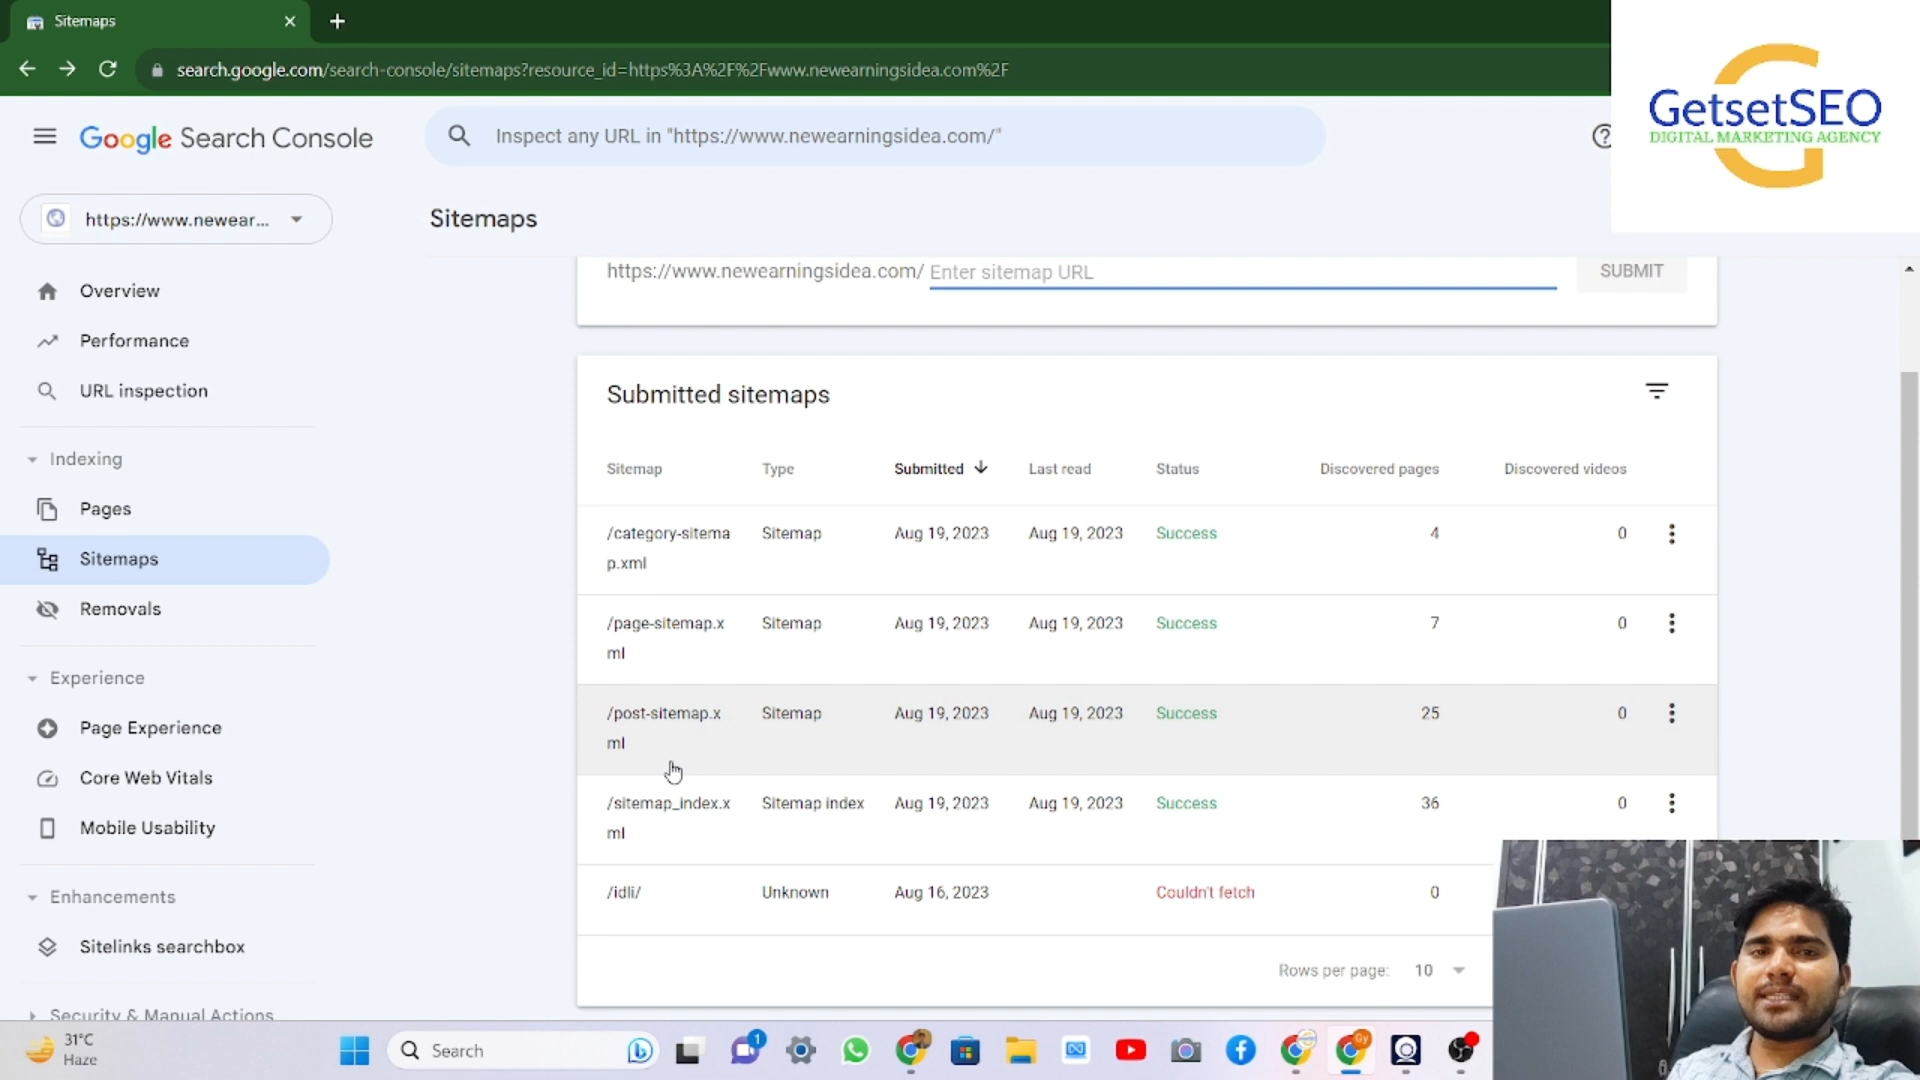 Sitemaps
search.google.com/search-console/sitemaps?resource_id=https%3A%2F%2Fwww.newearningsidea.com%2F
GetsetSEO
DIGITAL MARKETING AGENCY
Google Search Console
Inspect any URL in "https://www.newearningsidea.com/"
https://www.newear...
Sitemaps
https://www.newearningsidea.com/ Enter sitemap URL
SUBMIT
Overview
Performance
URL inspection
Indexing
Pages
Sitemaps
Removals
Experience
Page Experience
Core Web Vitals
Mobile Usability
Enhancements
Sitelinks searchbox
Security & Manual Actions
Submitted sitemaps
Sitemap Type Submitted Last read Status Discovered pages Discovered videos
/category-sitema Sitemap Aug 19, 2023 Aug 19, 2023 Success 4 0
p.xml
/page-sitemap.x Sitemap Aug 19, 2023 Aug 19, 2023 Success 7 0
ml
/post-sitemap.x Sitemap Aug 19, 2023 Aug 19, 2023 Success 25 0
ml
/sitemap_index.x Sitemap index Aug 19, 2023 Aug 19, 2023 Success 36 0
ml
/idli/ Unknown Aug 16, 2023 Couldn't fetch 0
Rows per page: 10
31°C
Haze
Search
1
Gy